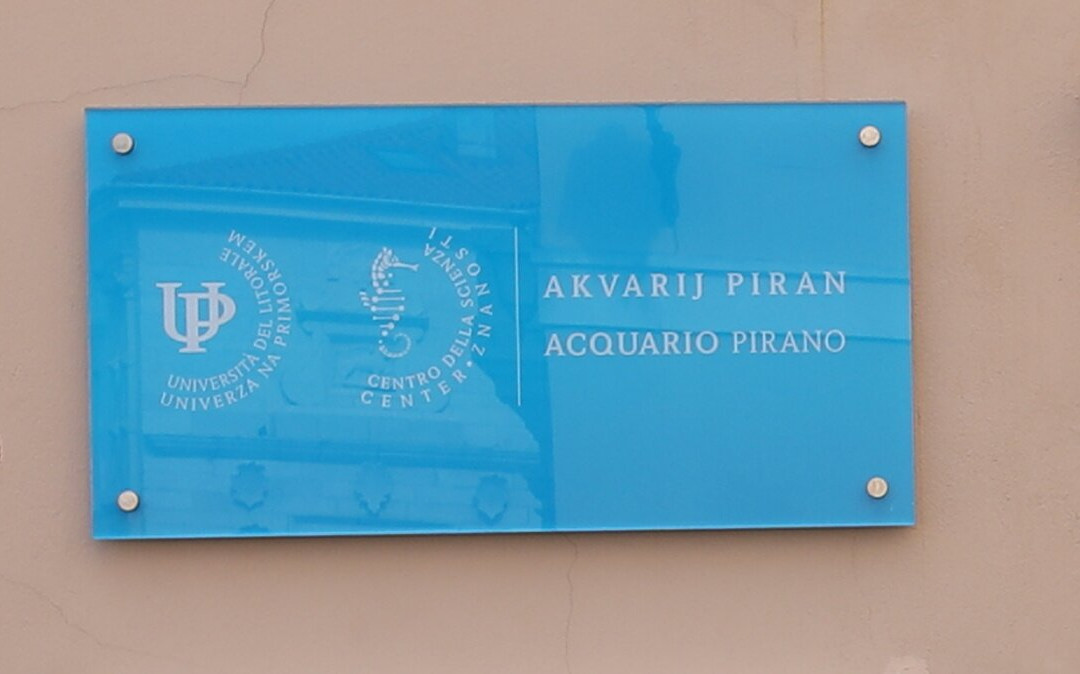 UP
UNIVERSITÀ DEL LITORALE
UNIVERZA NA PRIMORSKEM
CENTRO DELLA SCIENZA
CENTER • ZNANOSTI
AKVARIJ PIRAN
ACQUARIO PIRANO